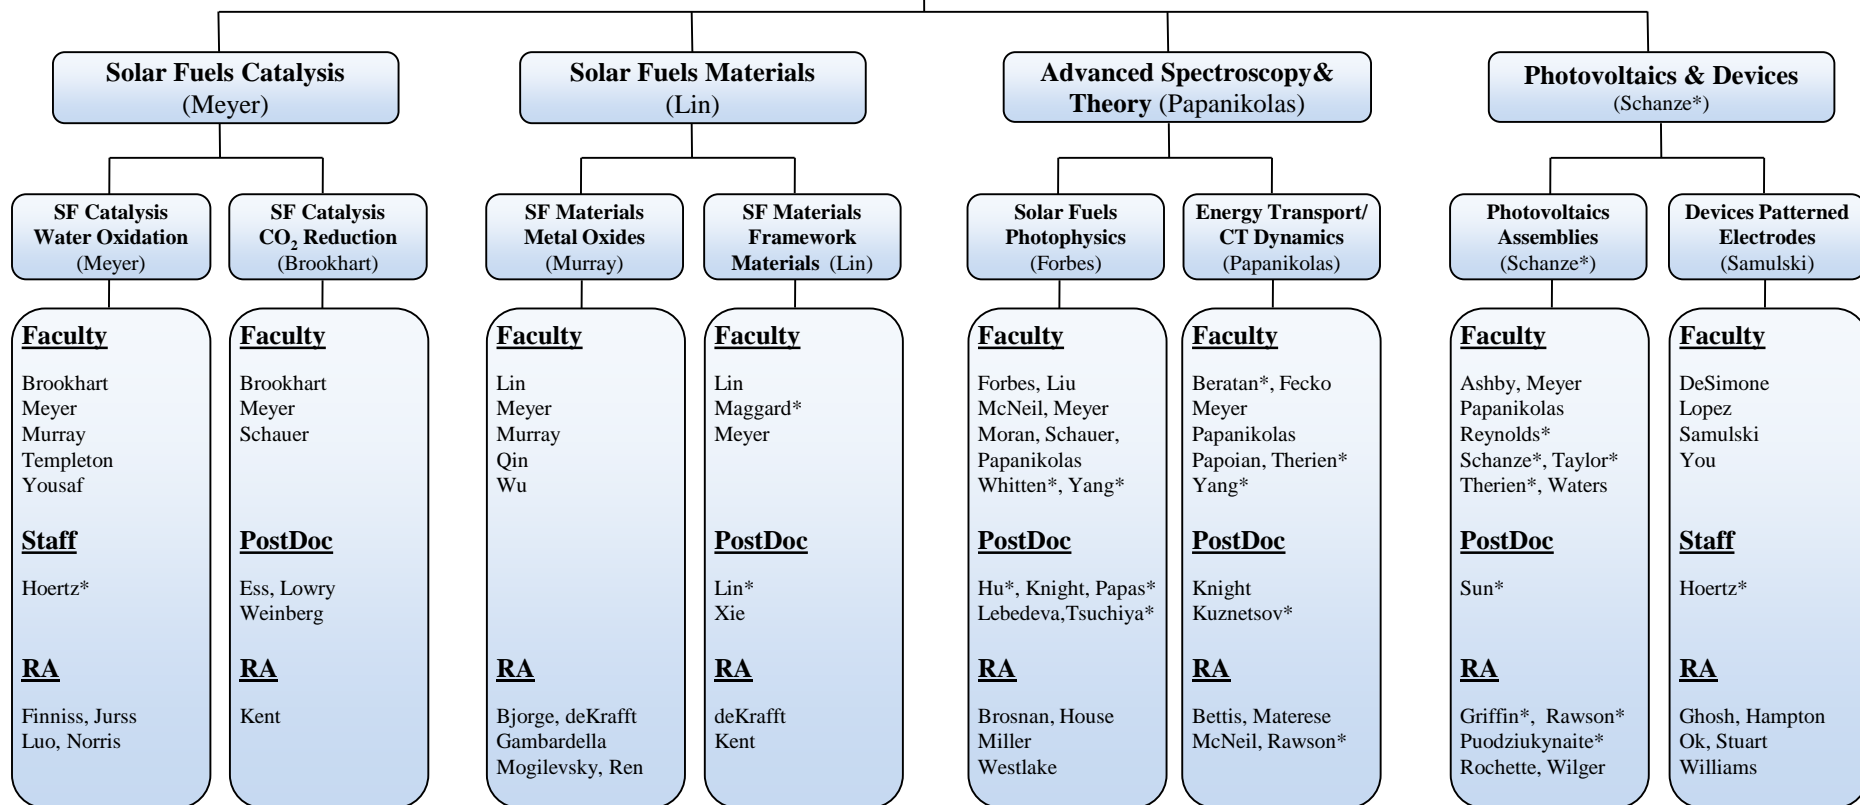 Solar Fuels Catalysis
(Meyer)
Solar Fuels Materials
(Lin)
Advanced Spectroscopy&
Theory (Papanikolas)
Photovoltaics & Devices
(Schanze*)
SF Catalysis
Water Oxidation
(Meyer)
SF Catalysis
CO2 Reduction
(Brookhart)
SF Materials
Metal Oxides
(Murray)
SF Materials
Framework
Materials (Lin)
Solar Fuels
Photophysics
(Forbes)
Energy Transport/
CT Dynamics
(Papanikolas)
Photovoltaics
Assemblies
(Schanze*)
Devices Patterned
Electrodes
(Samulski)
Faculty
Brookhart
Meyer
Murray
Templeton
Yousaf
Staff
Hoertz*
RA
Finniss, Jurss
Luo, Norris
Faculty
Brookhart
Meyer
Schauer
PostDoc
Ess, Lowry
Weinberg
RA
Kent
Faculty
Lin
Meyer
Murray
Qin
Wu
RA
Bjorge, deKrafft
Gambardella
Mogilevsky, Ren
Faculty
Lin
Maggard*
Meyer
PostDoc
Lin*
Xie
RA
deKrafft
Kent
Faculty
Forbes, Liu
McNeil, Meyer
Moran, Schauer,
Papanikolas
Whitten*, Yang*
PostDoc
Hu*, Knight, Papas*
Lebedeva,Tsuchiya*
RA
Brosnan, House
Miller
Westlake
Faculty
Beratan*, Fecko
Meyer
Papanikolas
Papoian, Therien*
Yang*
PostDoc
Knight
Kuznetsov*
RA
Bettis, Materese
McNeil, Rawson*
Faculty
Ashby, Meyer
Papanikolas
Reynolds*
Schanze*, Taylor*
Therien*, Waters
PostDoc
Sun*
RA
Griffin*, Rawson*
Puodziukynaite*
Rochette, Wilger
Faculty
DeSimone
Lopez
Samulski
You
Staff
Hoertz*
RA
Ghosh, Hampton
Ok, Stuart
Williams